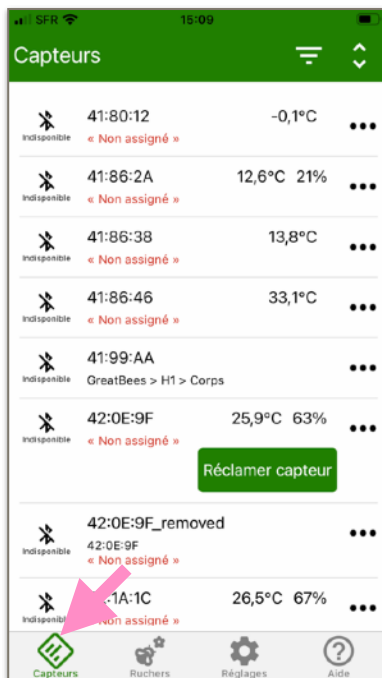 SFR 15:09
Capteurs
41:80:12 -0,1°C
Indisponible « Non assigné »
41:86:2A 12,6°C 21%
Indisponible « Non assigné »
41:86:38 13,8°C
Indisponible « Non assigné »
41:86:46 33,1°C
Indisponible « Non assigné »
41:99:AA
Indisponible GreatBees > H1 > Corps
42:0E:9F 25,9°C 63%
Indisponible « Non assigné »
Réclamer capteur
42:0E:9F_removed
42:0E:9F
Indisponible « Non assigné »
:1A:1C 26,5°C 67%
Indisponible Non assigné »
Capteurs Ruchers Réglages Aide